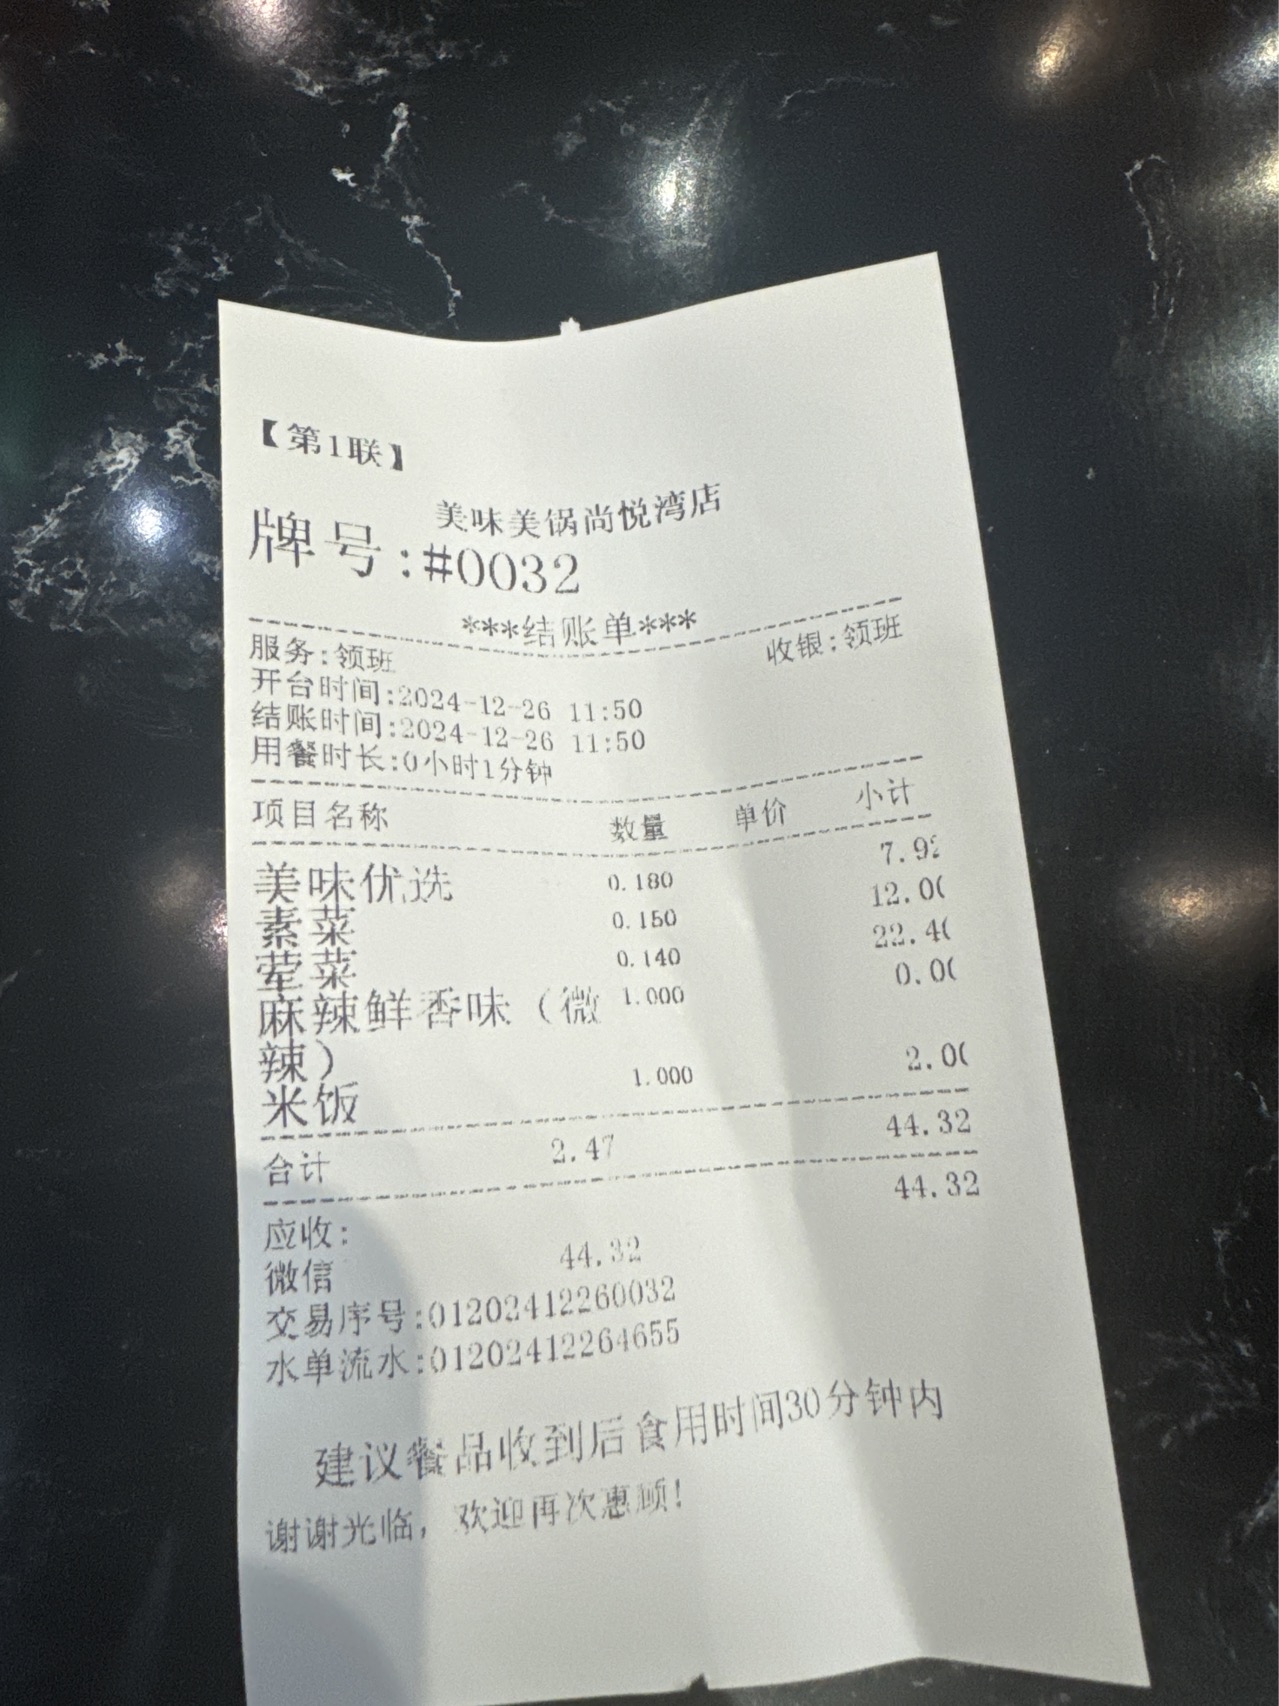 【第1联】
美味美锅尚悦湾店
牌号:#0032
***结账单***
服务:领班 收银:领班
开台时间:2024-12-26 11:50
结账时间:2024-12-26 11:50
用餐时长:0小时1分钟
项目名称 数量 单价 小计
美味优选 0.180 7.92
素菜 0.150 12.00
荤菜 0.140 22.40
麻辣鲜香味（微 1.000 0.00
辣）
米饭 1.000 2.00
合计 2.47 44.32
应收: 44.32
微信 44.32
交易序号:01202412260032
水单流水:01202412264655
建议餐品收到后食用时间30分钟内
谢谢光临，欢迎再次惠顾!